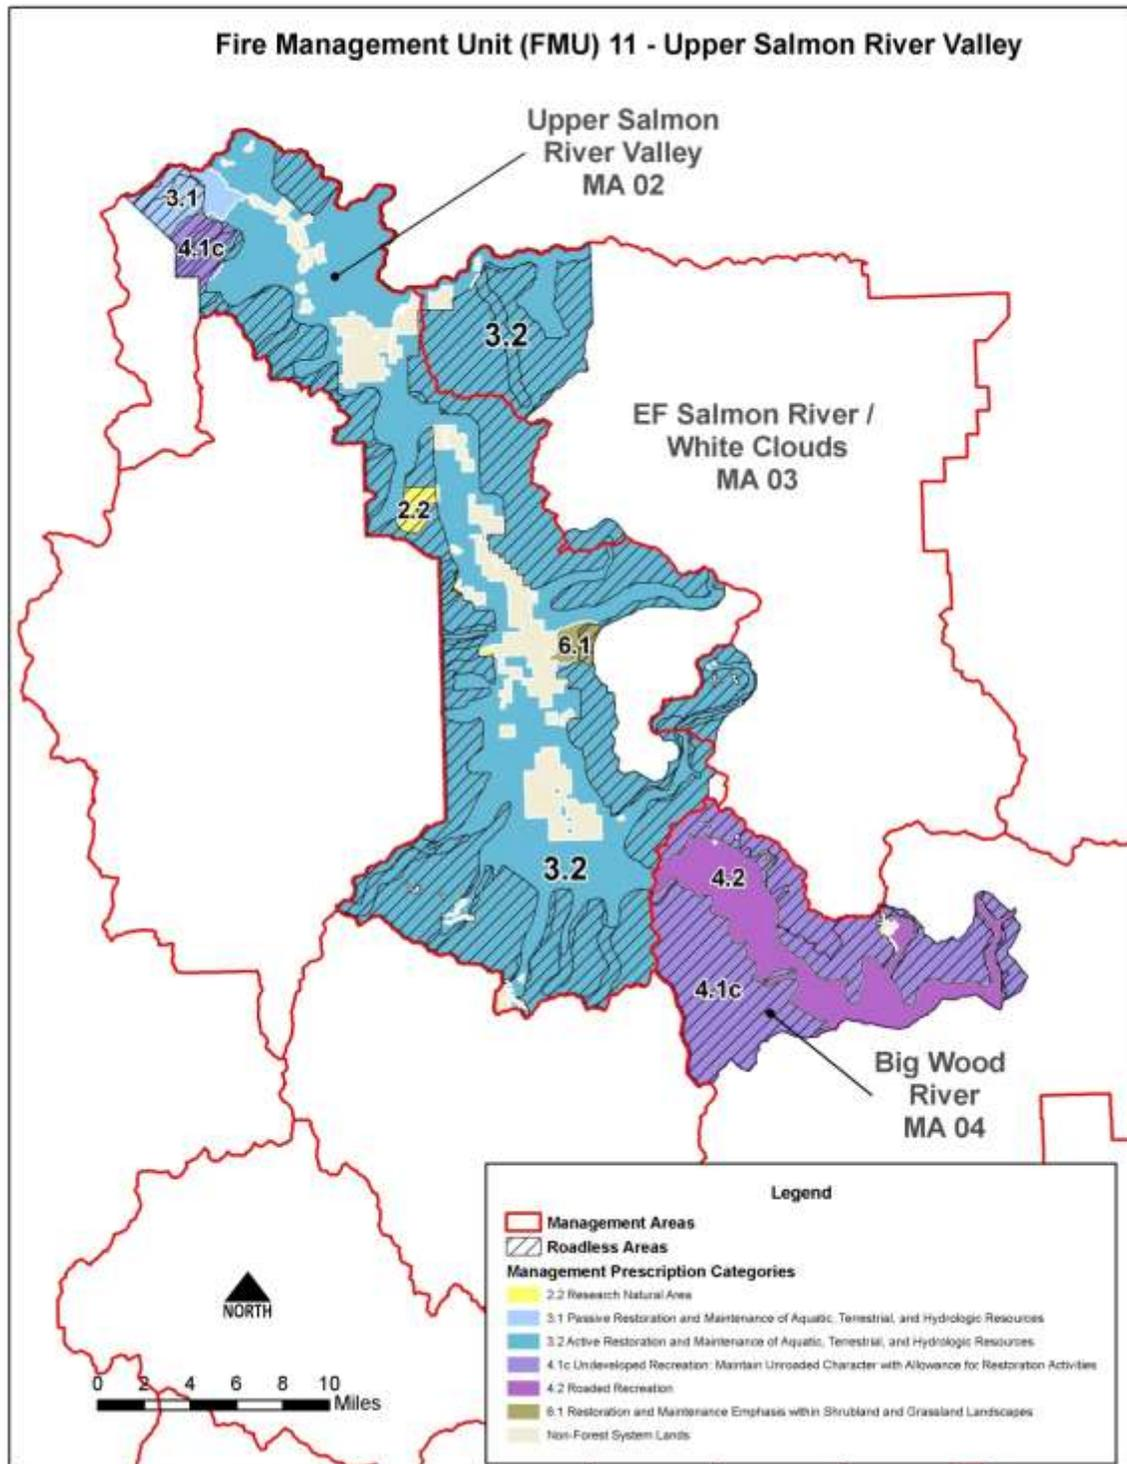 Fire Management Unit (FMU) 11 - Upper Salmon River Valley
Upper Salmon
River Valley
MA 02
3.1
4.1c
3.2
EF Salmon River /
White Clouds
MA 03
2.2
6.1
3.2
4.2
4.1c
Big Wood
River
MA 04
Legend
Management Areas
Roadless Areas
Management Prescription Categories
2.2 Research Natural Area
3.1 Passive Restoration and Maintenance of Aquatic, Terrestrial, and Hydrologic Resources
3.2 Active Restoration and Maintenance of Aquatic, Terrestrial, and Hydrologic Resources
4.1c Undeveloped Recreation: Maintain Unroaded Character with Allowance for Restoration Activities
4.2 Roaded Recreation
6.1 Restoration and Maintenance Emphasis within Shrubland and Grassland Landscapes
Non-Forest System Lands
NORTH
0 2 4 6 8 10
Miles